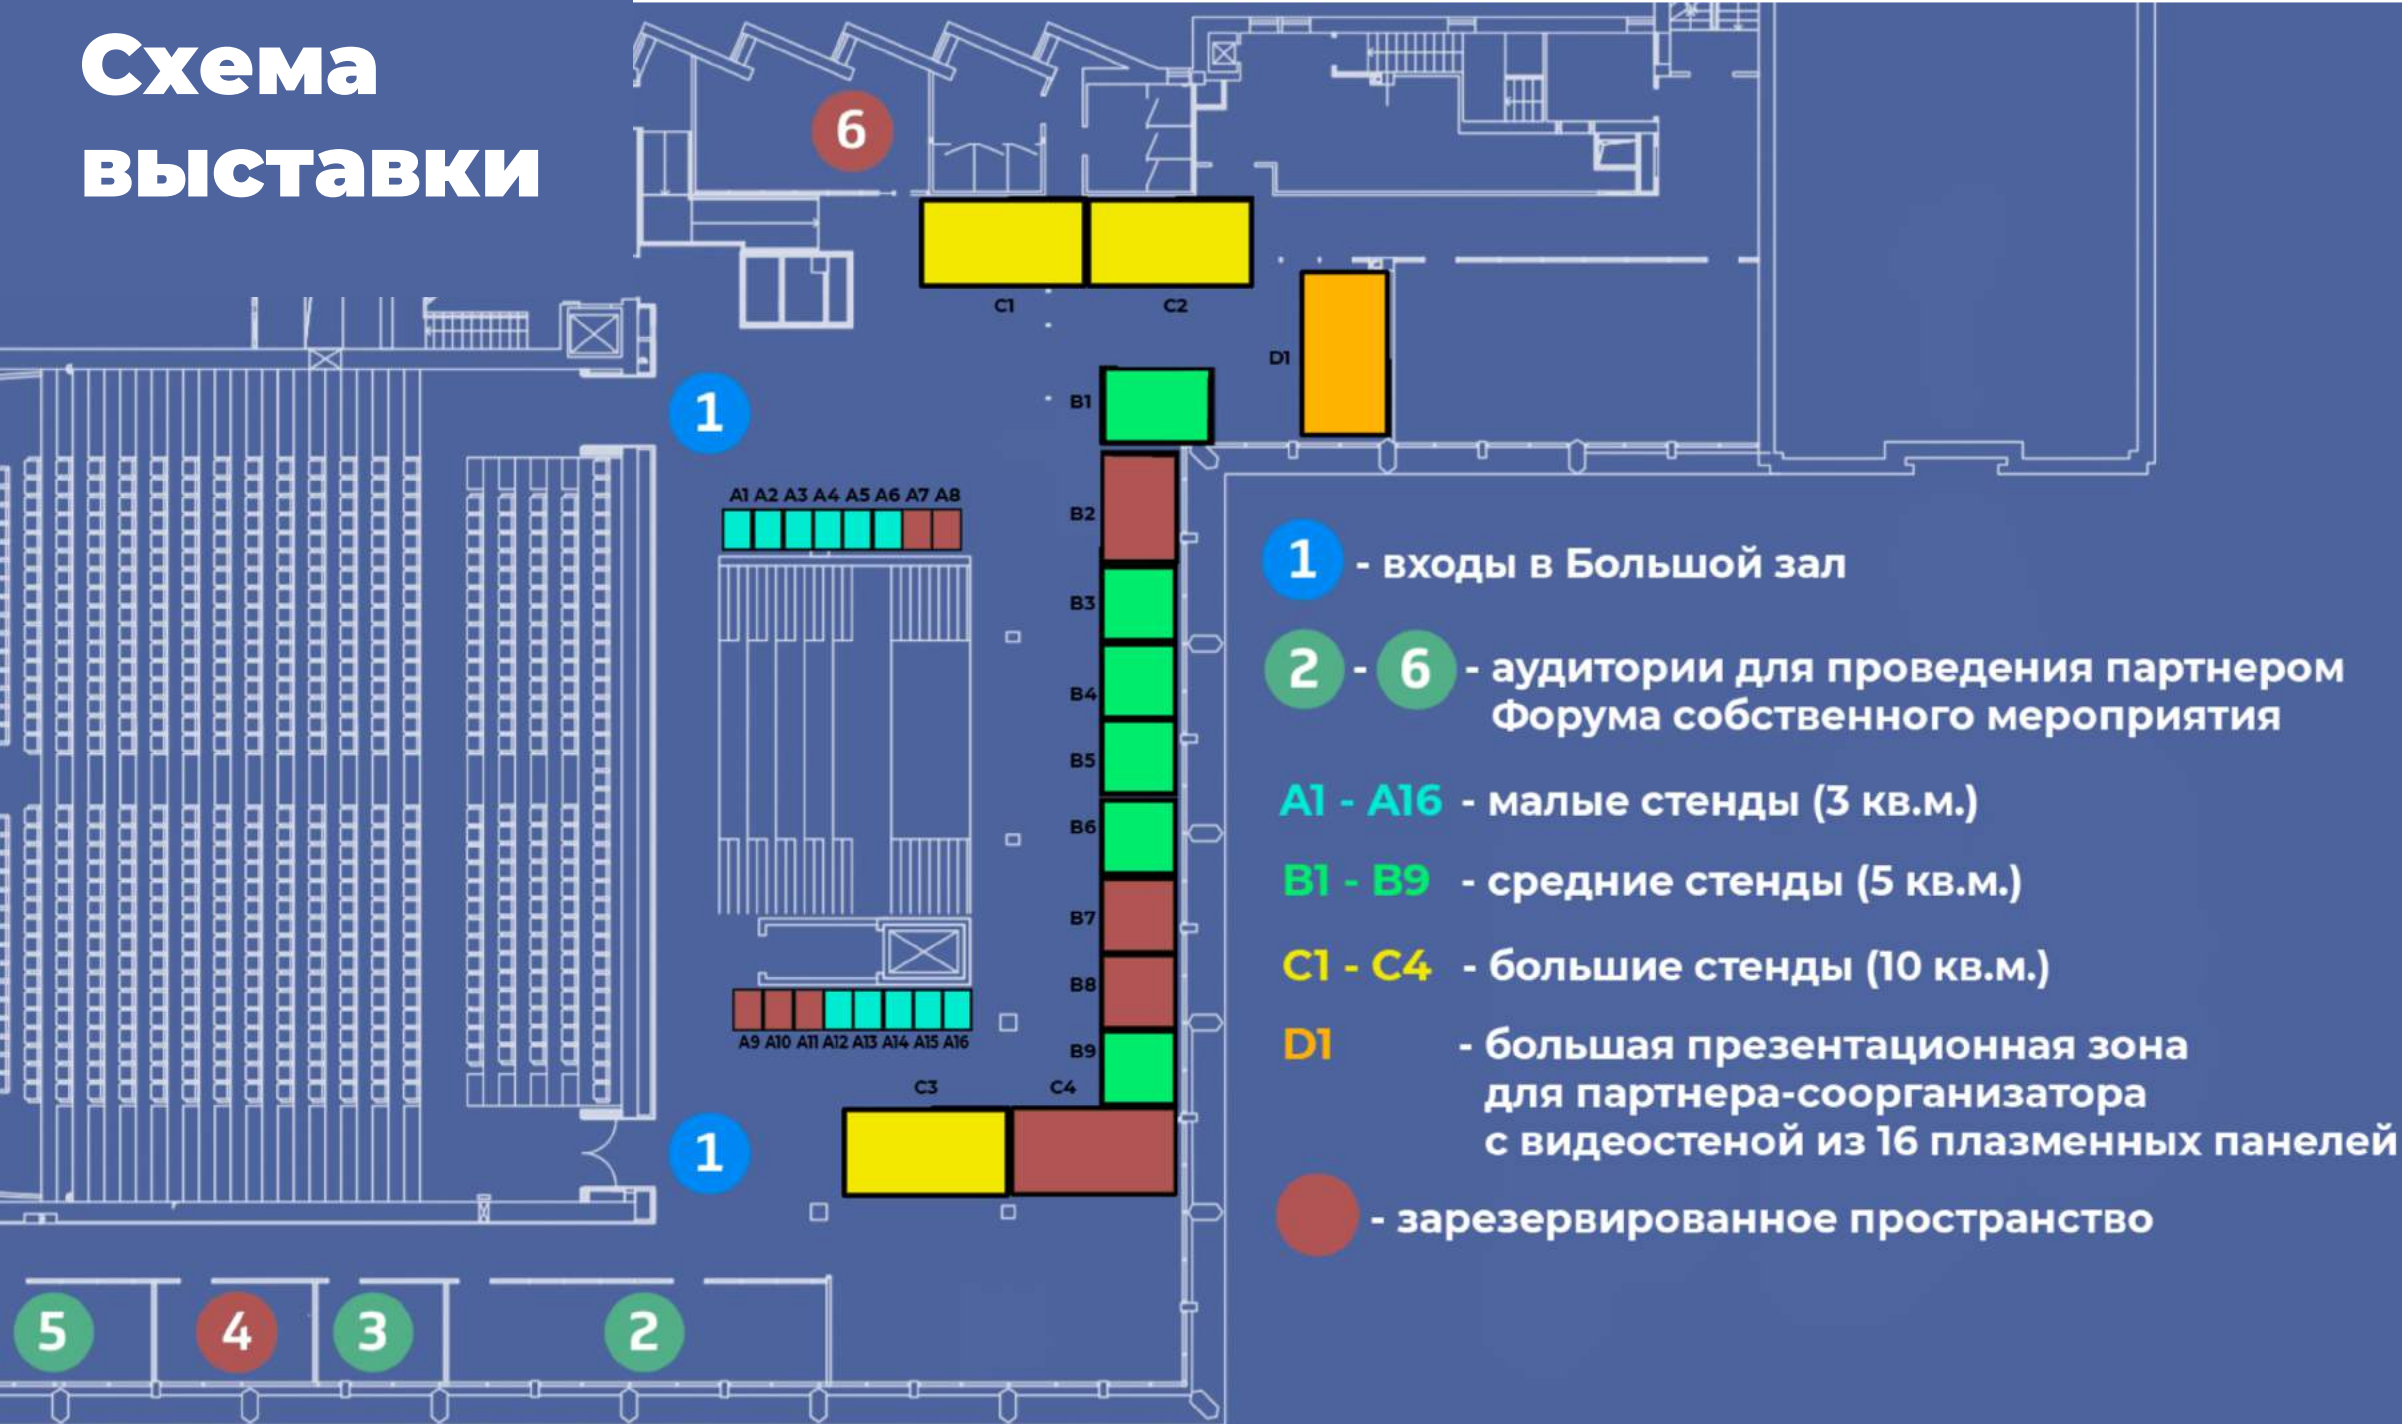 Схема
выставки
6
C1
C2
D1
B1
1
A1 A2 A3 A4 A5 A6 A7 A8
B2
B3
B4
B5
B6
B7
B8
B9
A9 A10 A11 A12 A13 A14 A15 A16
C3
C4
1
5
4
3
2
1 - входы в Большой зал
2 - 6 - аудитории для проведения партнером
Форума собственного мероприятия
A1 - A16 - малые стенды (3 кв.м.)
B1 - B9 - средние стенды (5 кв.м.)
C1 - C4 - большие стенды (10 кв.м.)
D1 - большая презентационная зона
для партнера-соорганизатора
с видеостеной из 16 плазменных панелей
- зарезервированное пространство